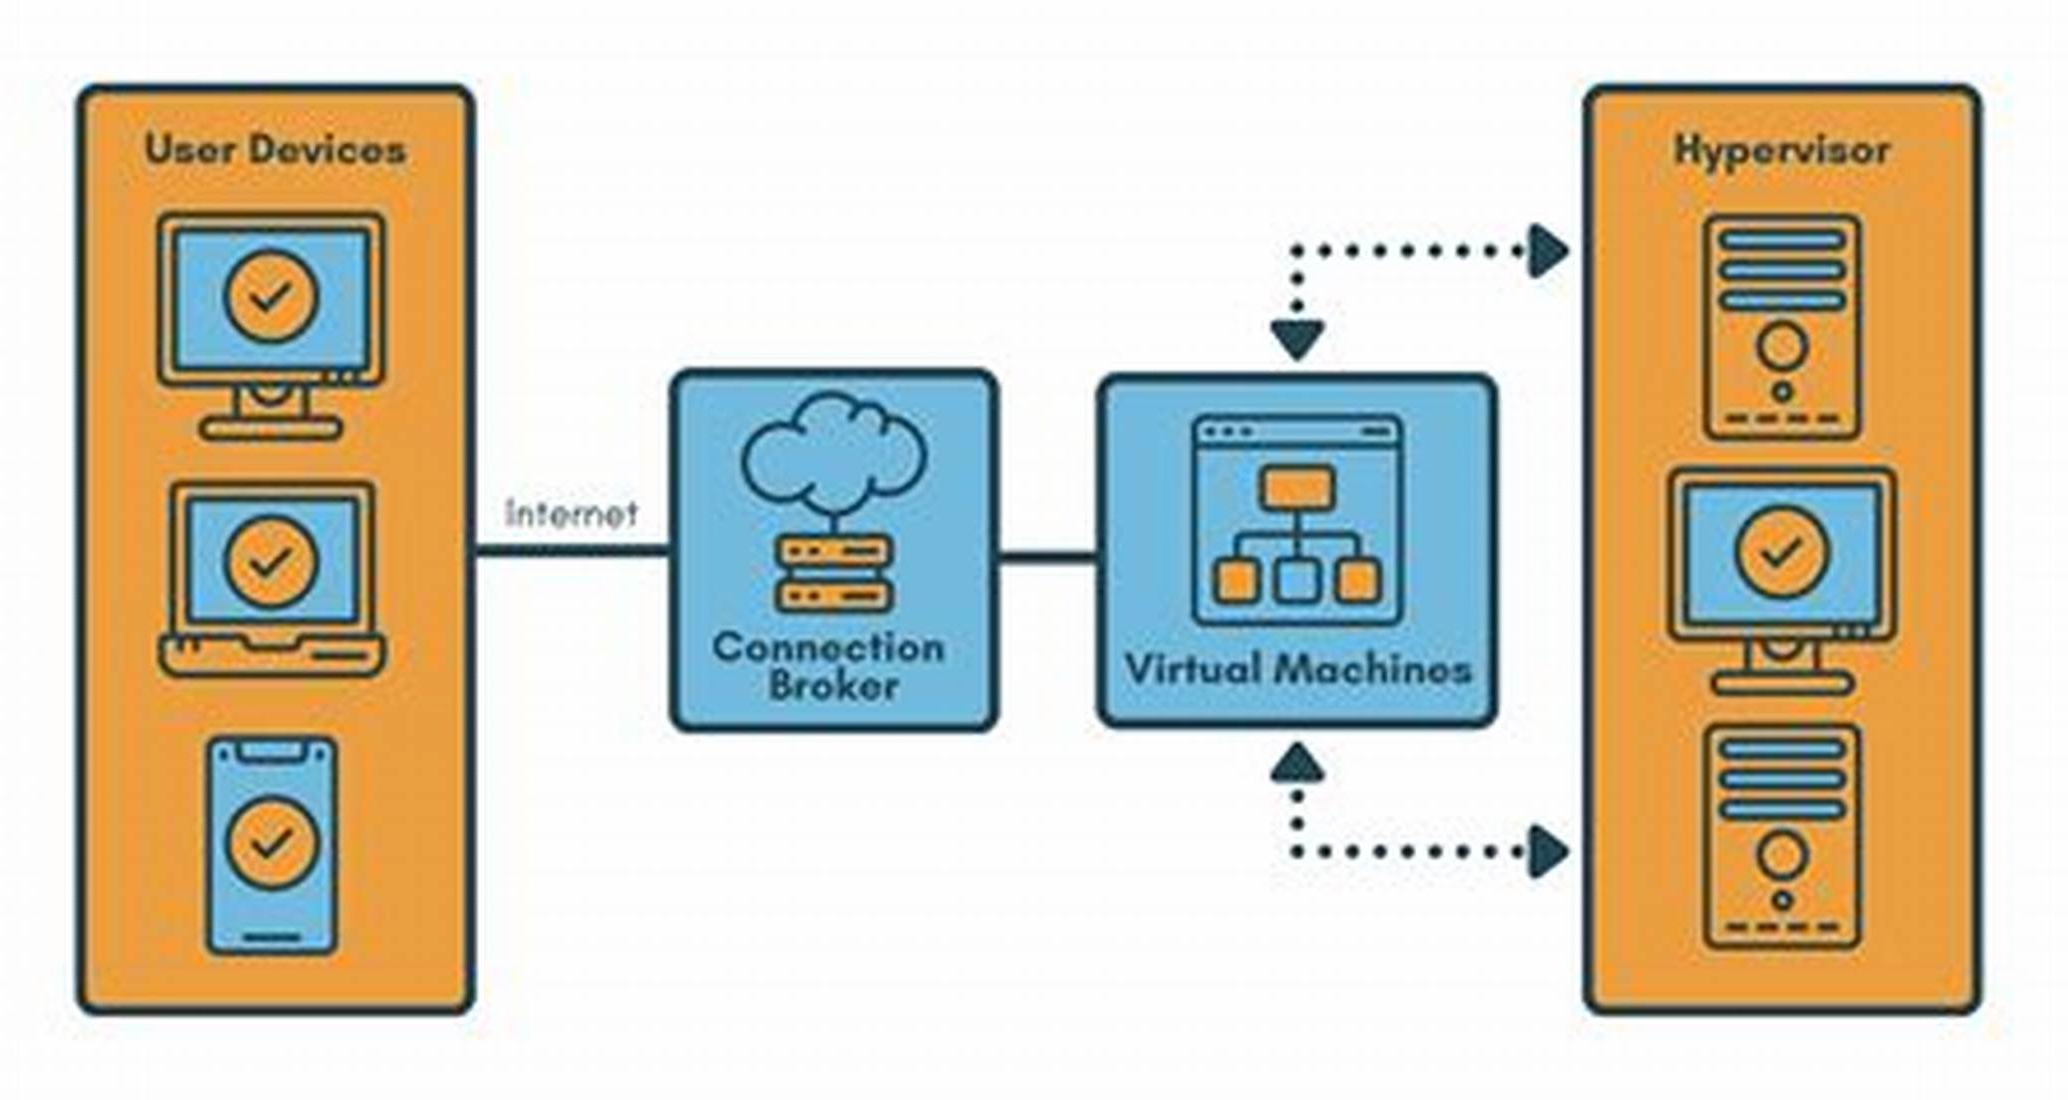 User Devices
Internet
Connection
Broker
Virtual Machines
Hypervisor